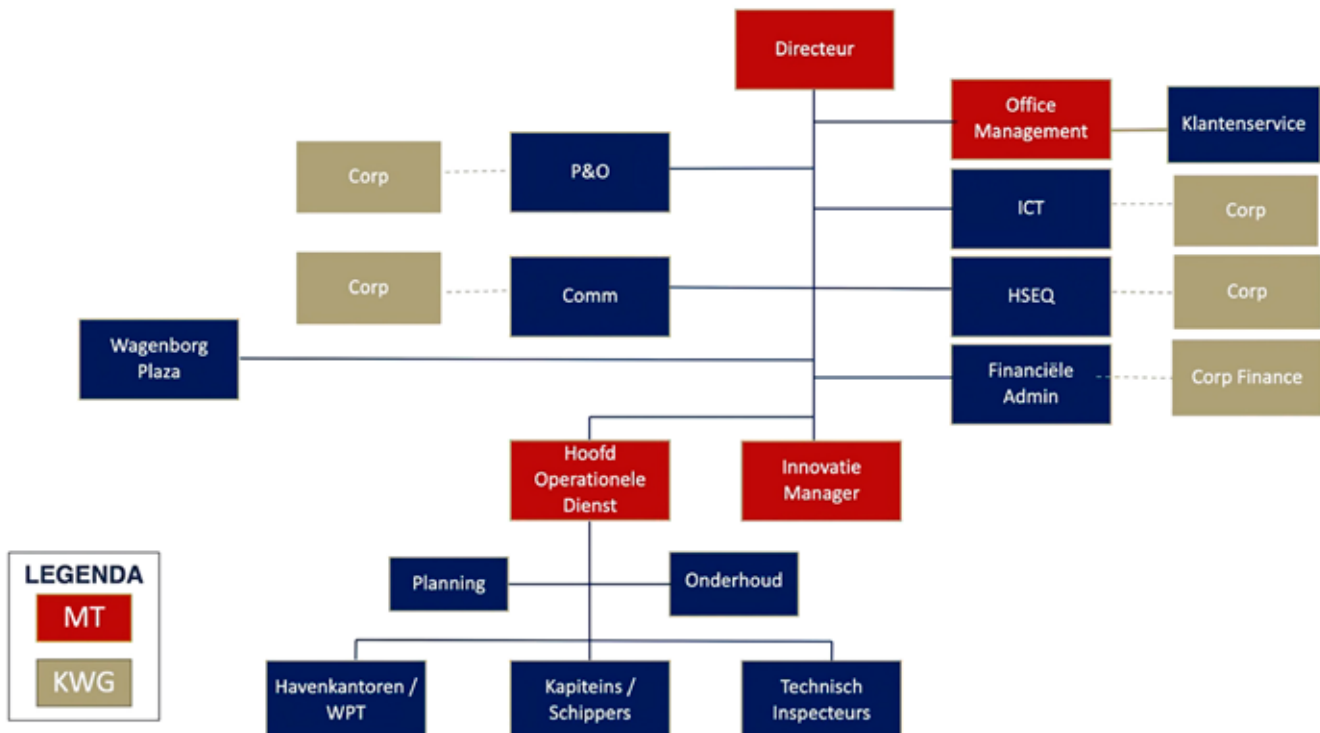 Directeur
Office
Management
Klantenservice
Corp
P&O
ICT
Corp
Corp
Comm
HSEQ
Corp
Wagenborg
Plaza
Financiële
Admin
Corp Finance
Hoofd
Operationele
Dienst
Innovatie
Manager
Planning
Onderhoud
LEGENDA
MT
KWG
Havenkantoren /
WPT
Kapiteins /
Schippers
Technisch
Inspecteurs